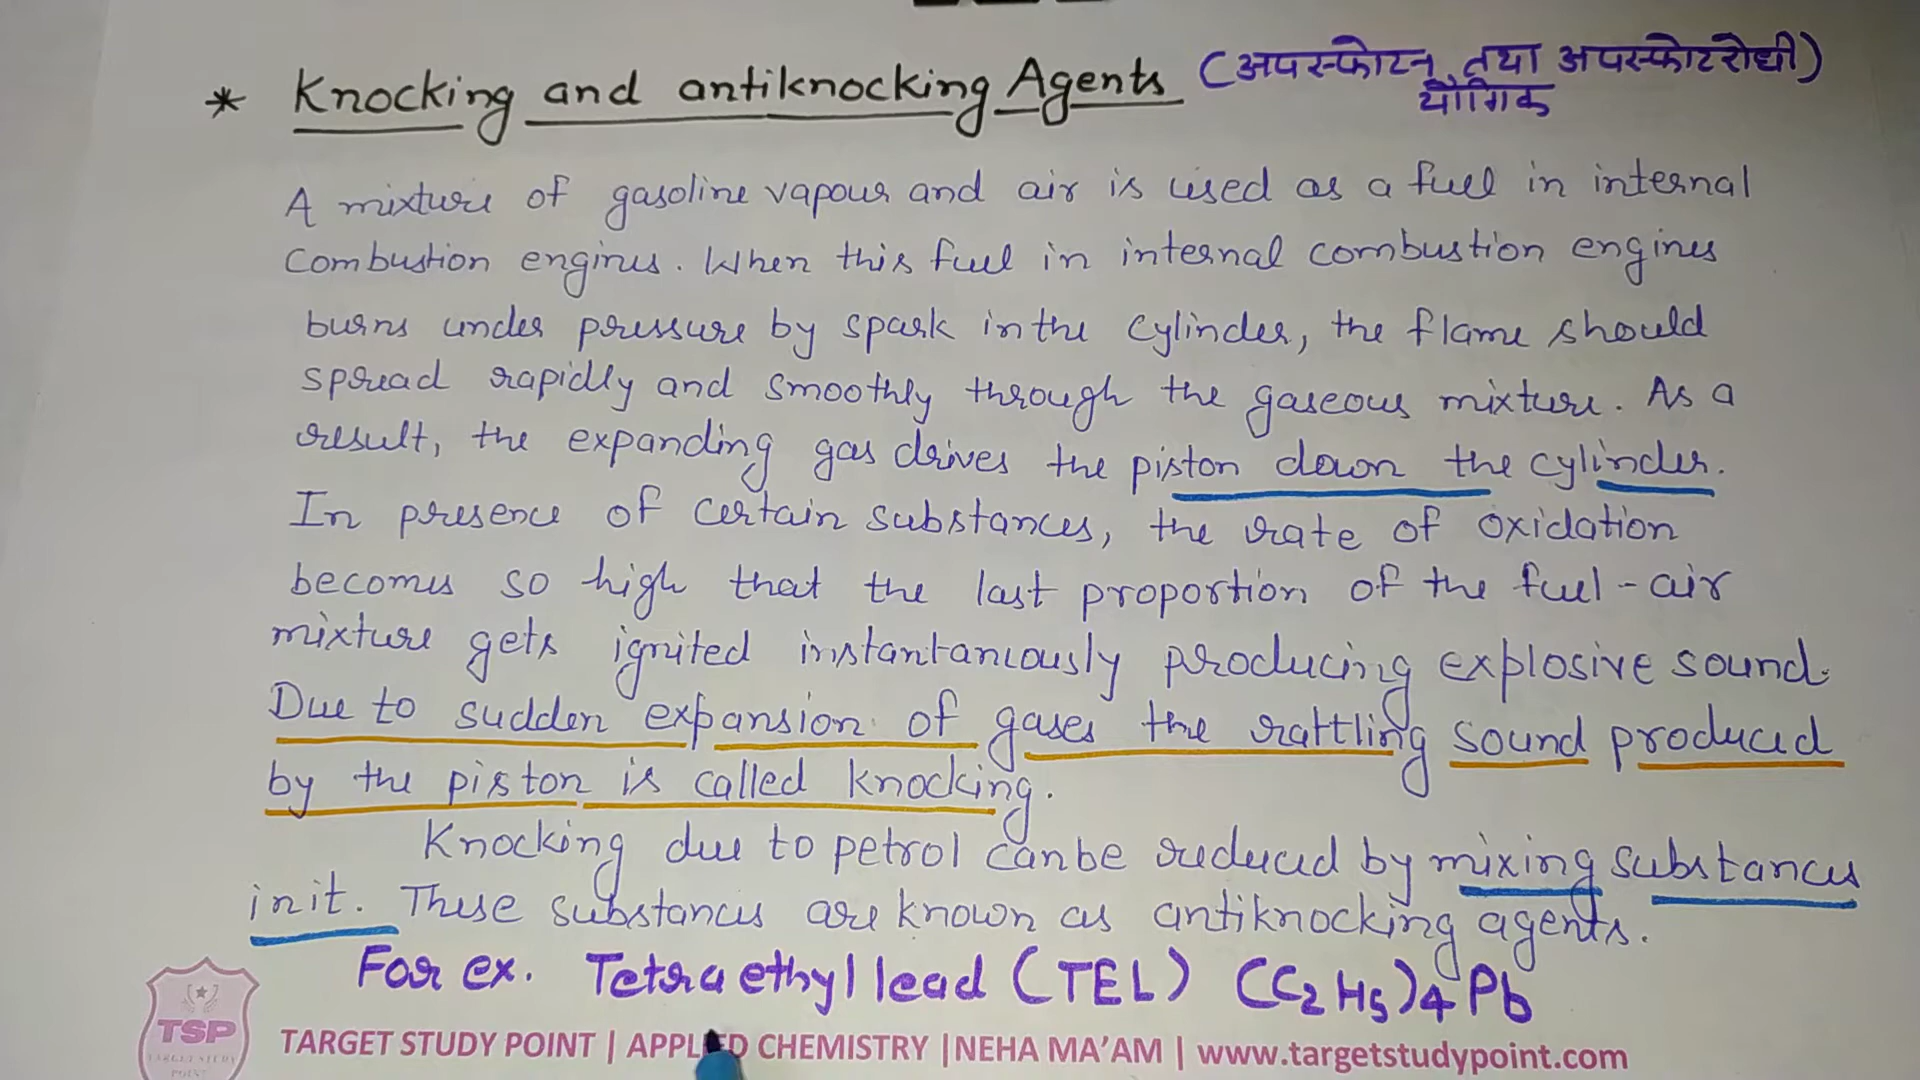 * Knocking and antiknocking Agents (अपस्फोटन तथा अपस्फोटरोधी)
यौगिक
A mixture of gasoline vapour and air is used as a fuel in internal
Combustion engines. When this fuel in internal combustion engines
burns under pressure by spark in the cylinder, the flame should
spread rapidly and smoothly through the gaseous mixture. As a
result, the expanding gas drives the piston down the cylinder.
In presence of certain substances, the rate of oxidation
becomes so high that the last proportion of the fuel-air
mixture gets ignited instantaneously producing explosive sound.
Due to sudden expansion of gases the rattling sound produced
by the piston is called knocking.
Knocking due to petrol can be reduced by mixing substances
in it. These substances are known as antiknocking agents.
For ex. Tetraethyl lead (TEL) (C2H5)4Pb
TSP
TARGET STUDY
POINT
TARGET STUDY POINT | APPLIED CHEMISTRY |NEHA MA'AM | www.targetstudypoint.com